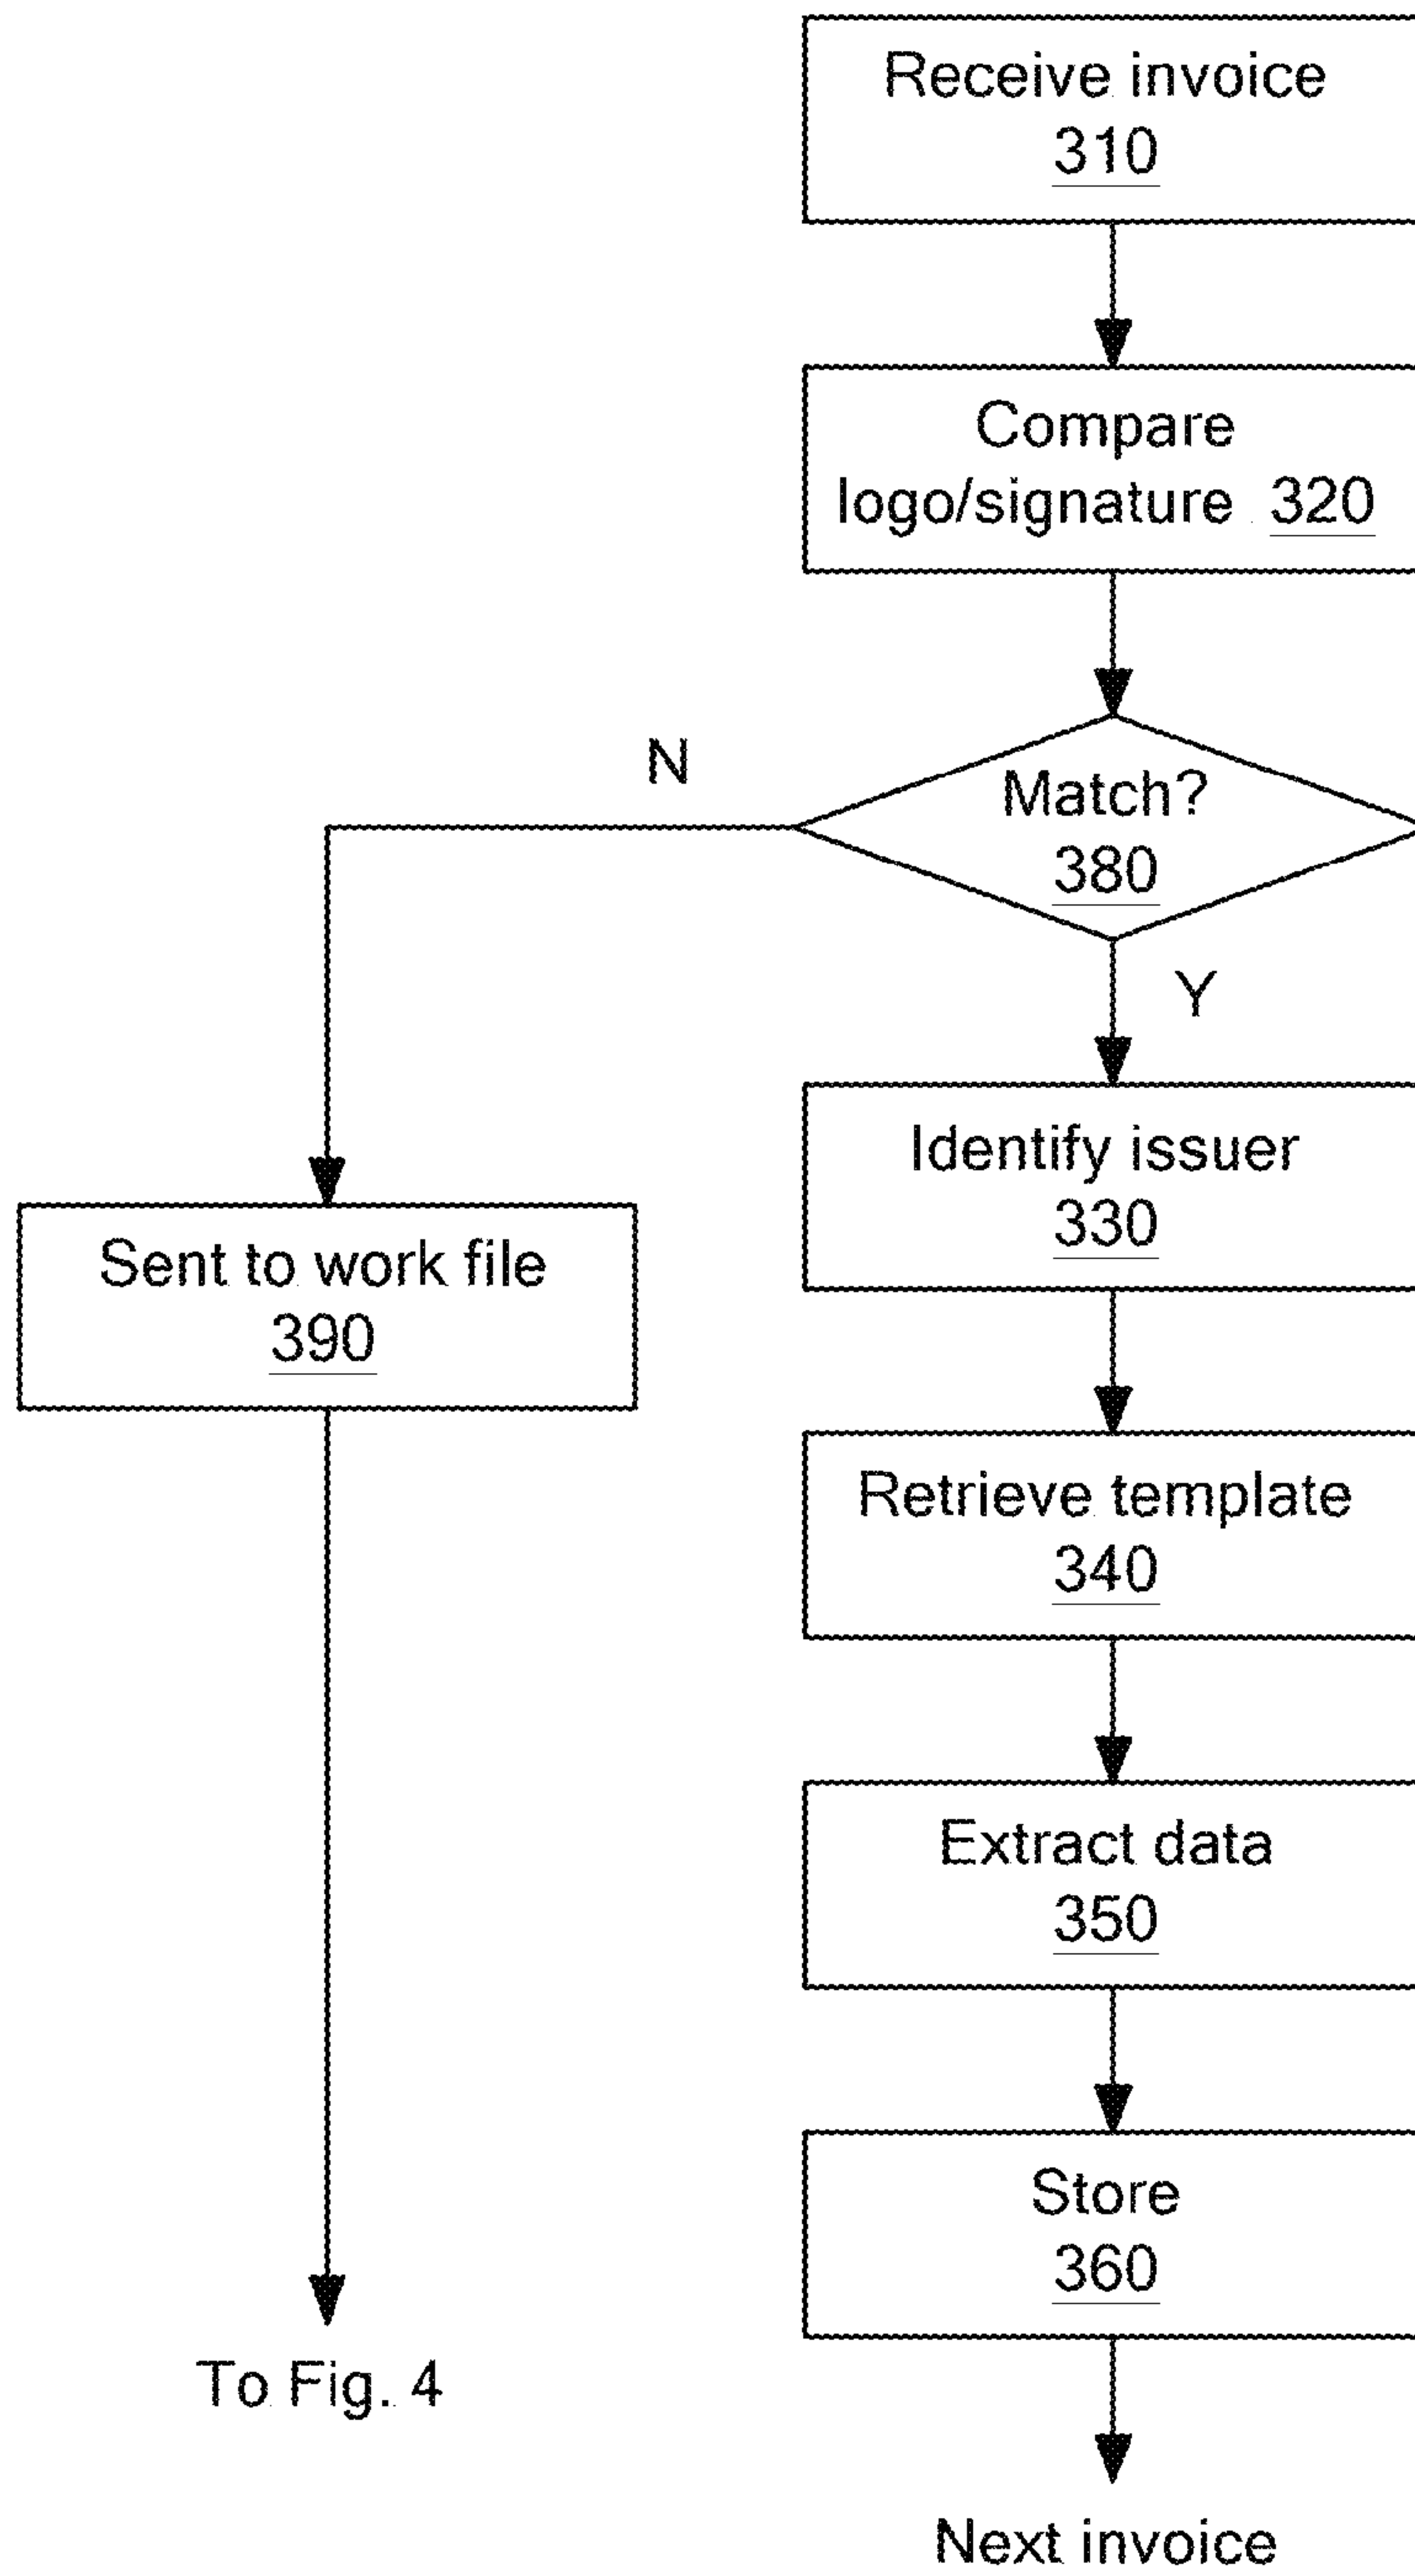 Receive invoice
310
Compare
logo/signature 320
N
Match?
380
Y
Identify issuer
330
Sent to work file
390
Retrieve template
340
Extract data
350
Store
360
To Fig. 4
Next invoice